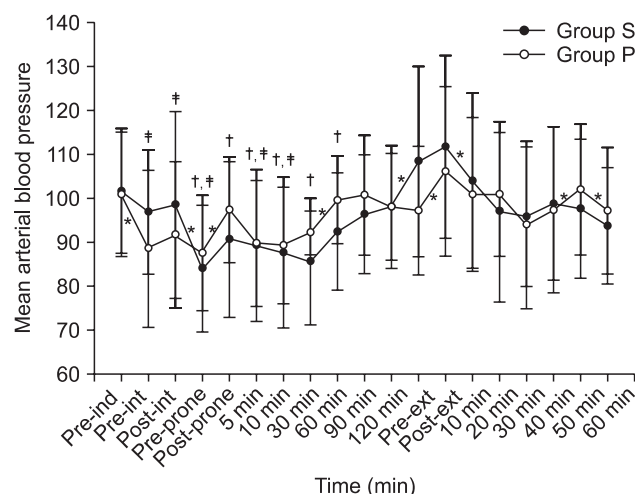 140
130
120
110
100
90
80
70
60
Mean arterial blood pressure
Group S
Group P
‡
‡
†,‡
†
†,‡
†,‡
†
†
*
*
*
*
*
*
*
*
*
Pre-ind
Pre-int
Post-int
Pre-prone
Post-prone
5 min
10 min
30 min
60 min
90 min
120 min
Pre-ext
Post-ext
10 min
20 min
30 min
40 min
50 min
60 min
Time (min)